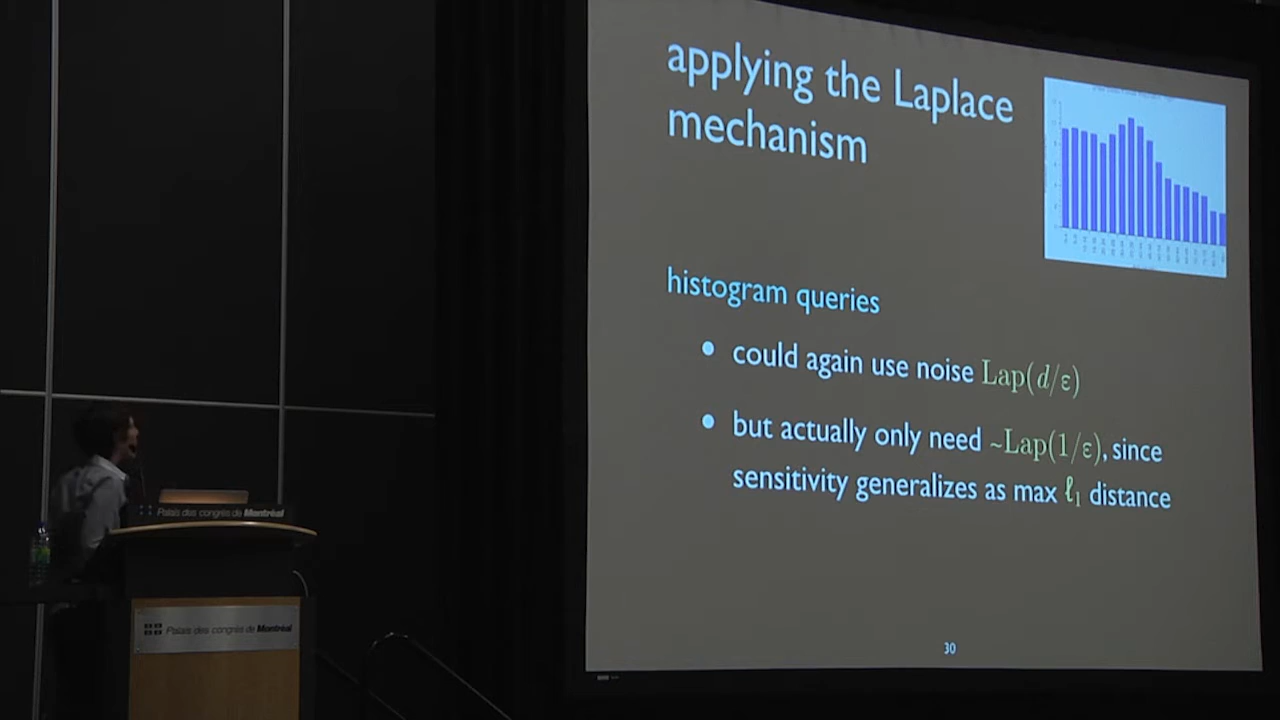 applying the Laplace
mechanism
histogram queries
• could again use noise Lap(d/ε)
• but actually only need ~Lap(1/ε), since
sensitivity generalizes as max ℓ₁ distance
30
Palais des congrès de Montréal
Palais des congrès de Montréal